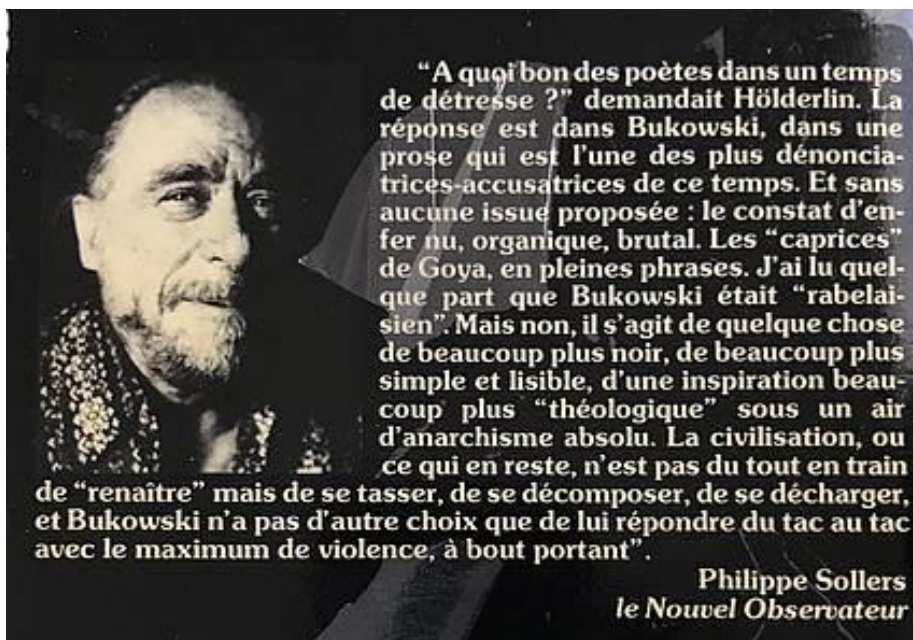 “A quoi bon des poètes dans un temps
de détresse ?” demandait Hölderlin. La
réponse est dans Bukowski, dans une
prose qui est l'une des plus dénoncia-
trices-accusatrices de ce temps. Et sans
aucune issue proposée : le constat d'en-
fer nu, organique, brutal. Les “caprices”
de Goya, en pleines phrases. J'ai lu quel-
que part que Bukowski était “rabelai-
sien”. Mais non, il s'agit de quelque chose
de beaucoup plus noir, de beaucoup plus
simple et lisible, d'une inspiration beau-
coup plus “théologique” sous un air
d'anarchisme absolu. La civilisation, ou
ce qui en reste, n'est pas du tout en train
de “renaître” mais de se tasser, de se décomposer, de se décharger,
et Bukowski n'a pas d'autre choix que de lui répondre du tac au tac
avec le maximum de violence, à bout portant”.
Philippe Sollers
le Nouvel Observateur